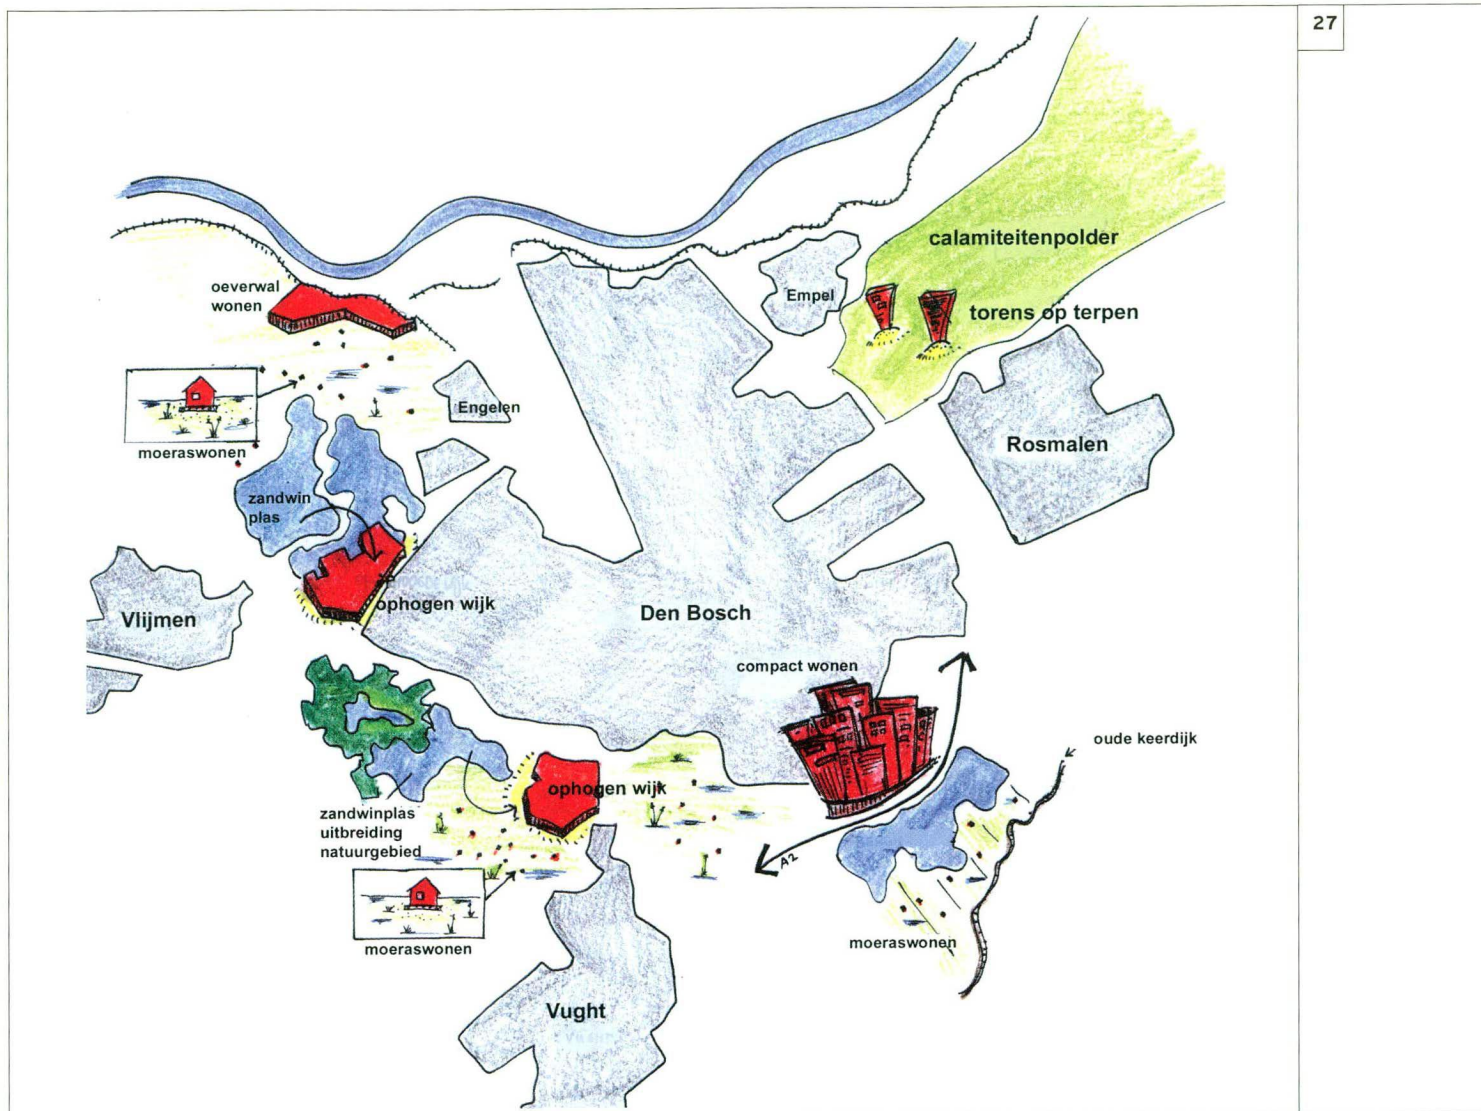 27
calamiteitenpolder
oeverwal
wonen
Empel
torens op terpen
Engelen
moeraswonen
Rosmalen
zandwin
plas
ophogen wijk
Vlijmen
Den Bosch
compact wonen
oude keerdijk
ophogen wijk
zandwinplas
uitbreiding
natuurgebied
A2
moeraswonen
moeraswonen
Vught